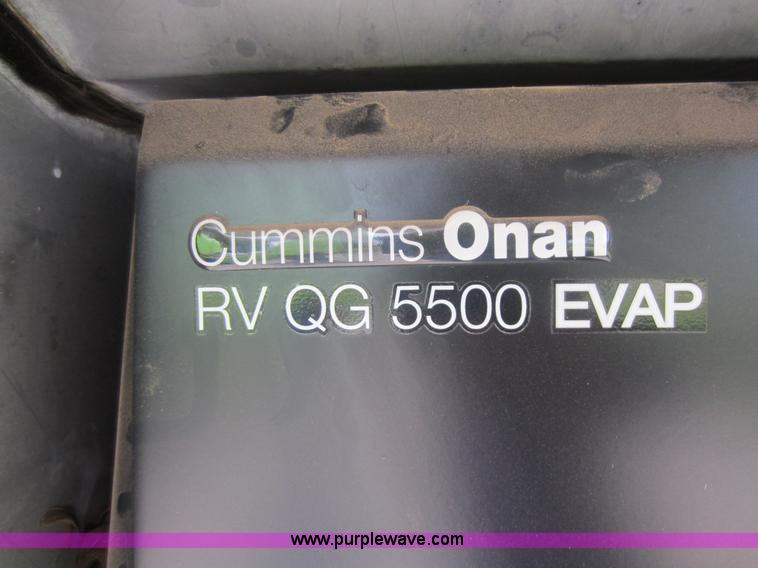 Cummins Onan
RV QG 5500 EVAP
www.purplewave.com